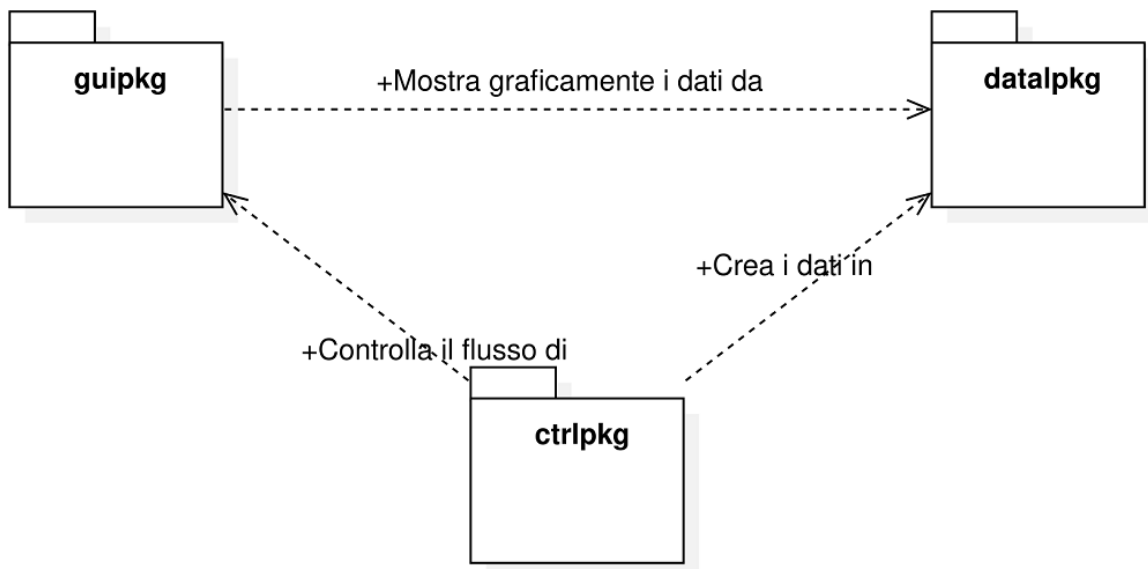 guipkg
datalpkg
+Mostra graficamente i dati da
+Crea i dati in
+Controlla il flusso di
ctrlpkg